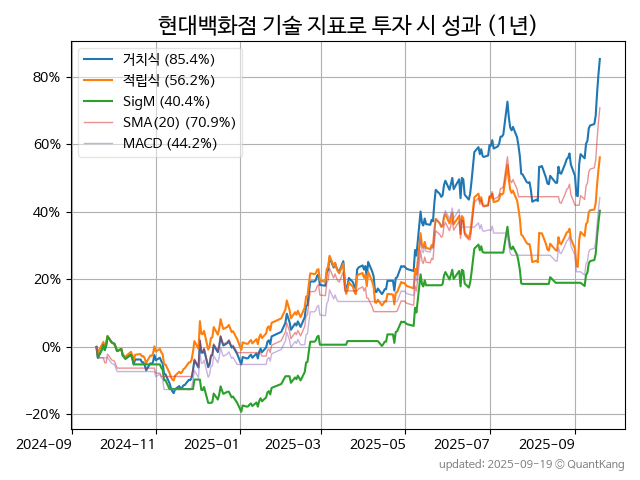 현대백화점 기술 지표로 투자 시 성과 (1년)
거치식 (85.4%)
적립식 (56.2%)
SigM (40.4%)
SMA(20) (70.9%)
MACD (44.2%)
80%
60%
40%
20%
0%
−20%
2024-09 2024-11 2025-01 2025-03 2025-05 2025-07 2025-09
updated: 2025-09-19 @ QuantKang